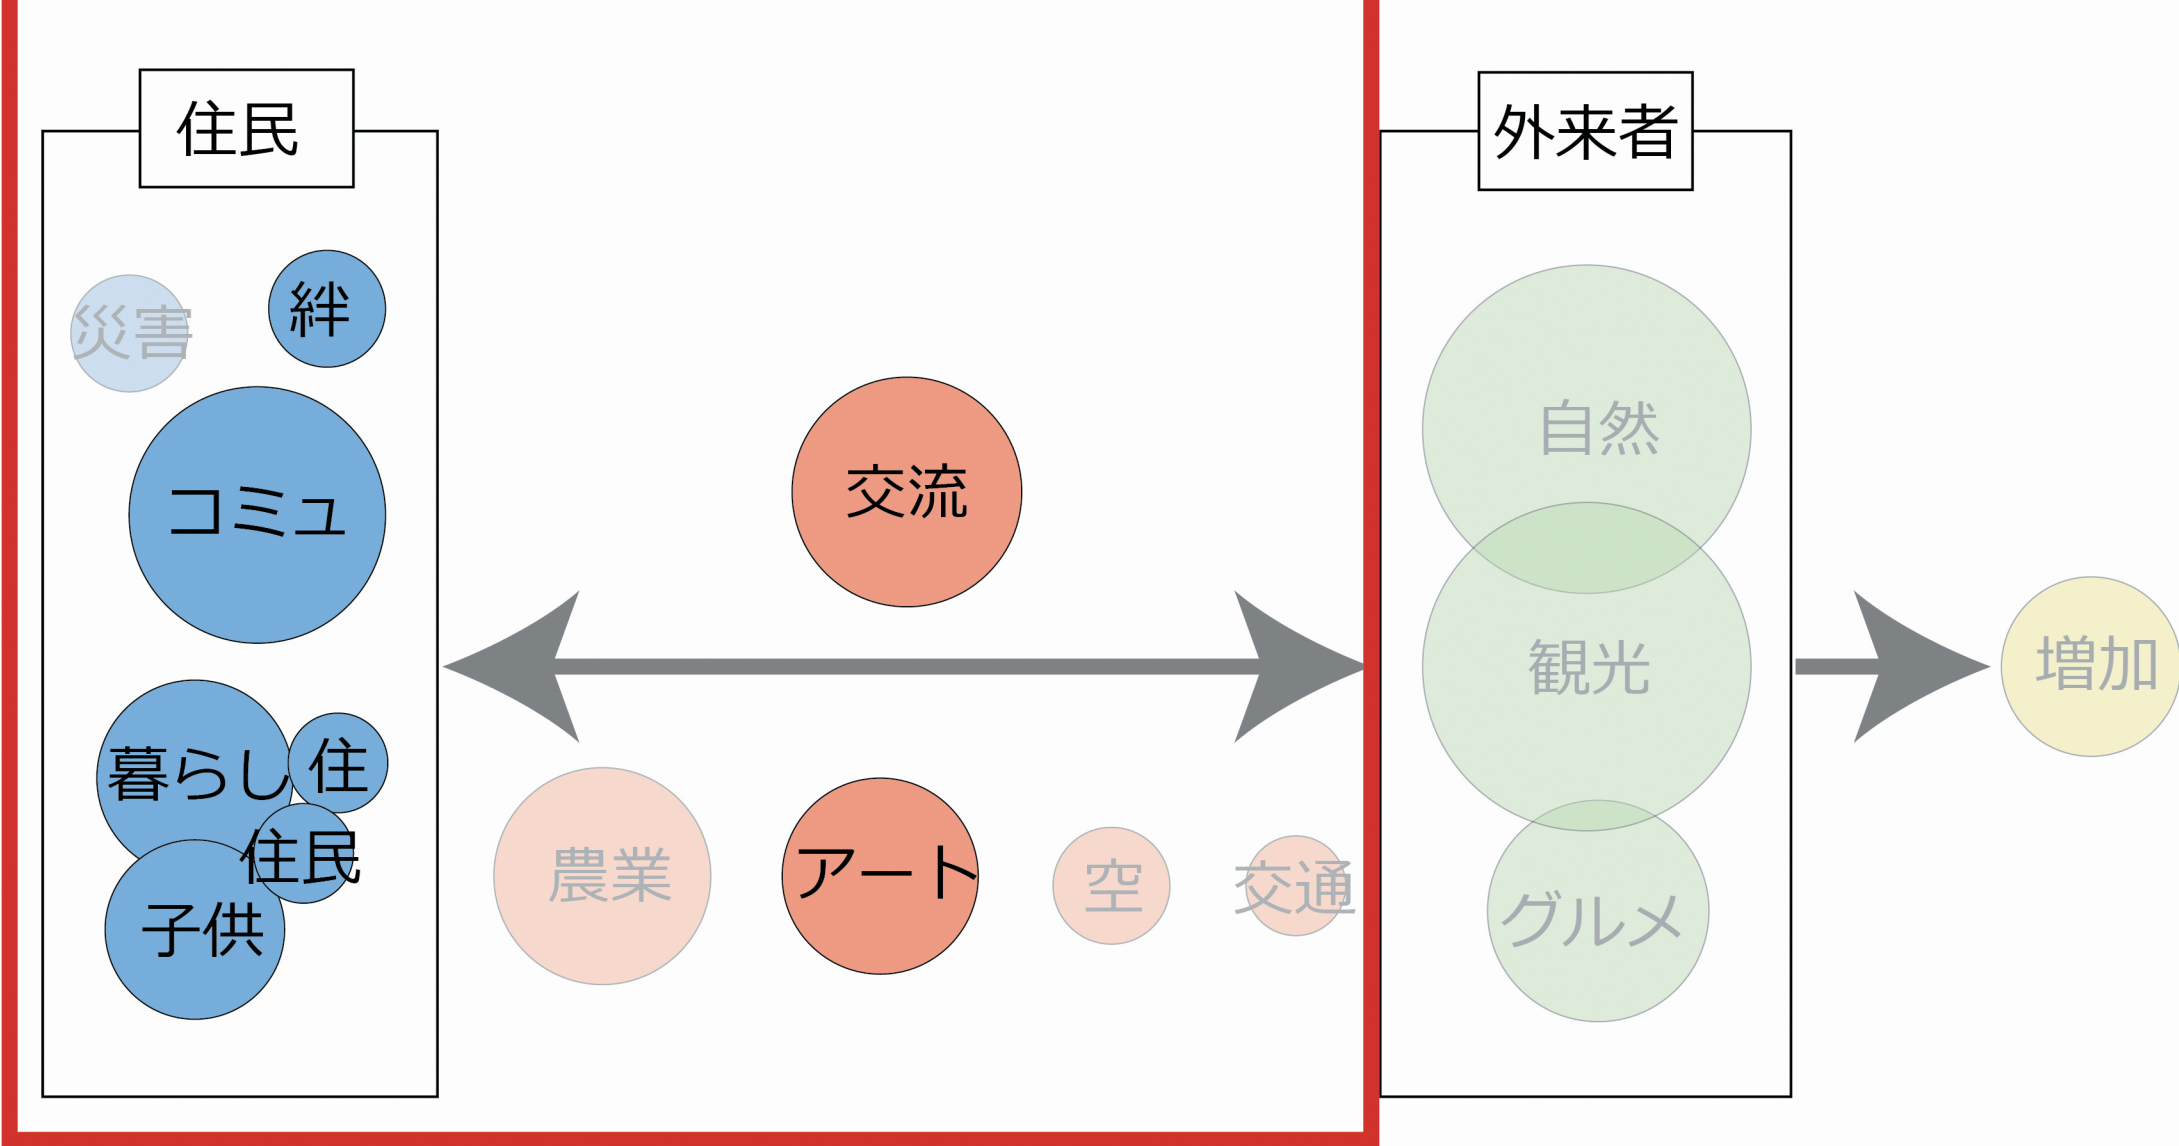 住民
災害
絆
コミュ
暮らし
住
住民
子供
交流
農業
アート
空
交通
外来者
自然
観光
グルメ
増加